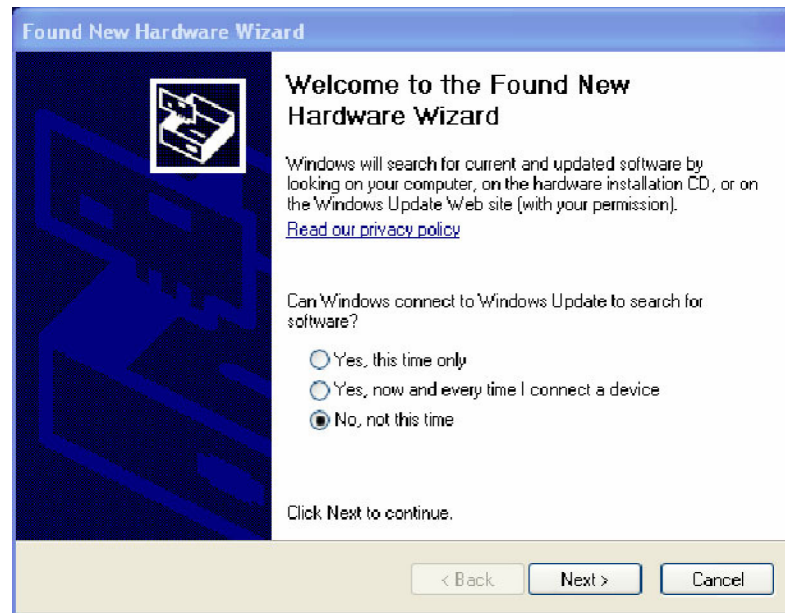 Found New Hardware Wizard
Welcome to the Found New
Hardware Wizard
Windows will search for current and updated software by
looking on your computer, on the hardware installation CD, or on
the Windows Update Web site (with your permission).
Read our privacy policy
Can Windows connect to Windows Update to search for
software?
Yes, this time only
Yes, now and every time I connect a device
No, not this time
Click Next to continue.
< Back Next > Cancel